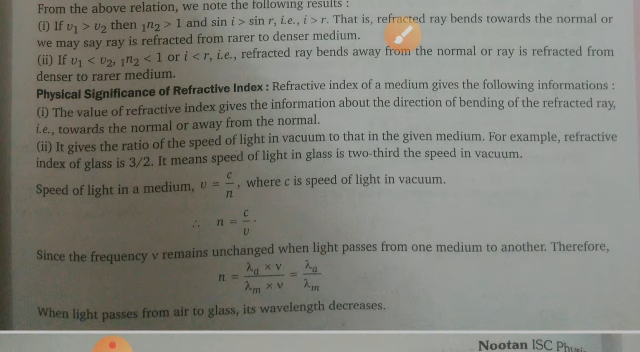 From the above relation, we note the following results :
(i) If υ₁ > υ₂ then ₁n₂ > 1 and sin i > sin r, i.e., i > r. That is, refracted ray bends towards the normal or
we may say ray is refracted from rarer to denser medium.
(ii) If υ₁ < υ₂, ₁n₂ < 1 or i < r, i.e., refracted ray bends away from the normal or ray is refracted from
denser to rarer medium.
Physical Significance of Refractive Index : Refractive index of a medium gives the following informations :
(i) The value of refractive index gives the information about the direction of bending of the refracted ray,
i.e., towards the normal or away from the normal.
(ii) It gives the ratio of the speed of light in vacuum to that in the given medium. For example, refractive
index of glass is 3/2. It means speed of light in glass is two-third the speed in vacuum.
Speed of light in a medium, υ = c/n, where c is speed of light in vacuum.
∴ n = c/υ.
Since the frequency ν remains unchanged when light passes from one medium to another. Therefore,
n = (λₐ × ν)/(λₘ × ν) = λₐ/λₘ
When light passes from air to glass, its wavelength decreases.
Nootan ISC